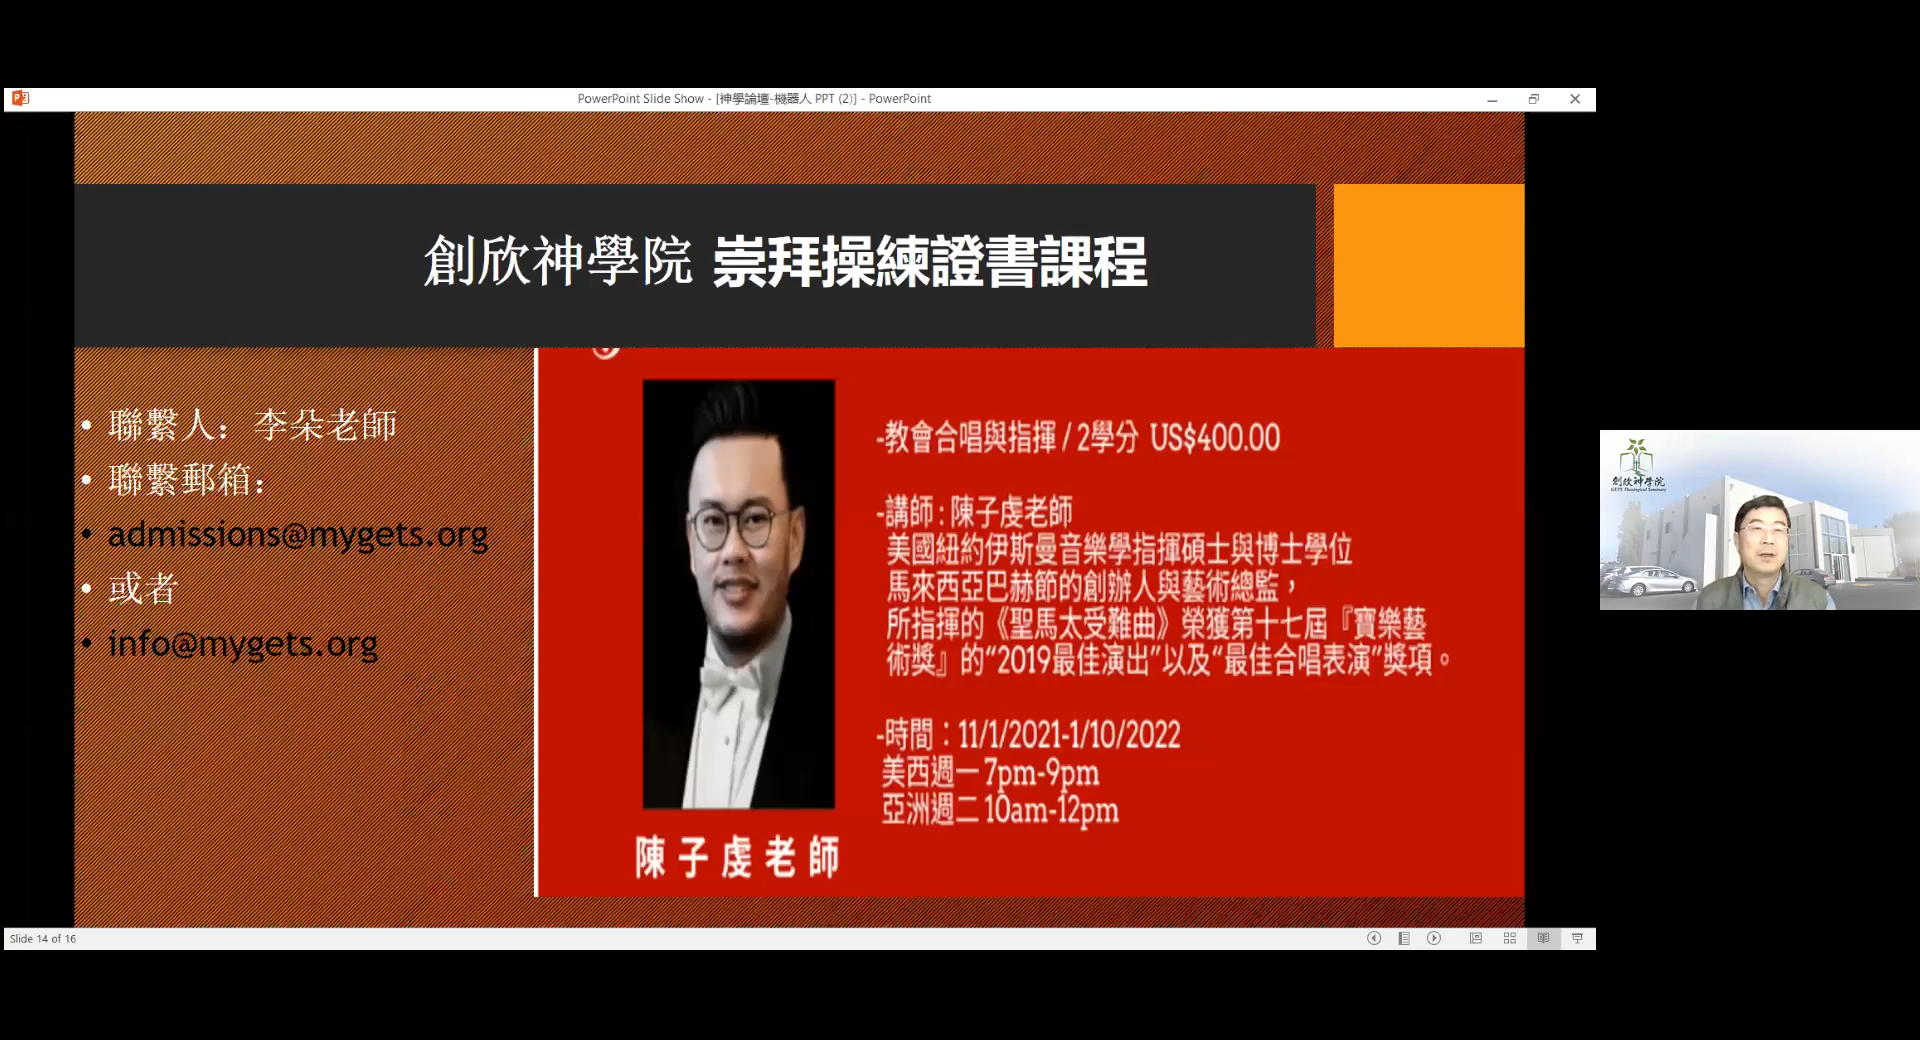 PowerPoint Slide Show - [神學論壇-機器人 PPT (2)] - PowerPoint
創欣神學院 崇拜操練證書課程
• 聯繫人：李朵老師
• 聯繫郵箱：
• admissions@mygets.org
• 或者
• info@mygets.org
-教會合唱與指揮 / 2學分 US$400.00
-講師 : 陳子虔老師
美國紐約伊斯曼音樂學指揮碩士與博士學位
馬來西亞巴赫節的創辦人與藝術總監，
所指揮的《聖馬太受難曲》榮獲第十七屆『寶樂藝
術獎』的“2019最佳演出”以及“最佳合唱表演”獎項。
-時間：11/1/2021-1/10/2022
美西週一 7pm-9pm
亞洲週二 10am-12pm
陳子虔老師
創欣神學院
GETS Theological Seminary
Slide 14 of 16